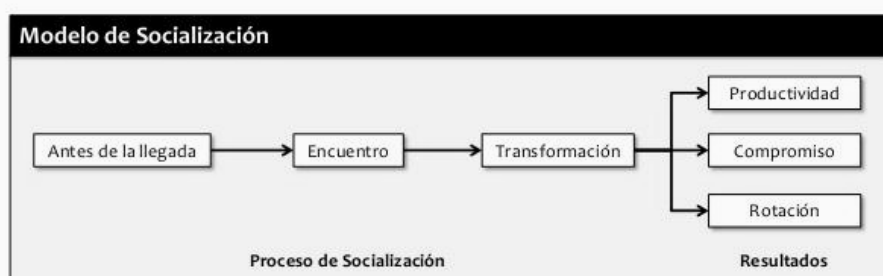 Modelo de Socialización
Productividad
Antes de la llegada
Encuentro
Transformación
Compromiso
Rotación
Proceso de Socialización
Resultados